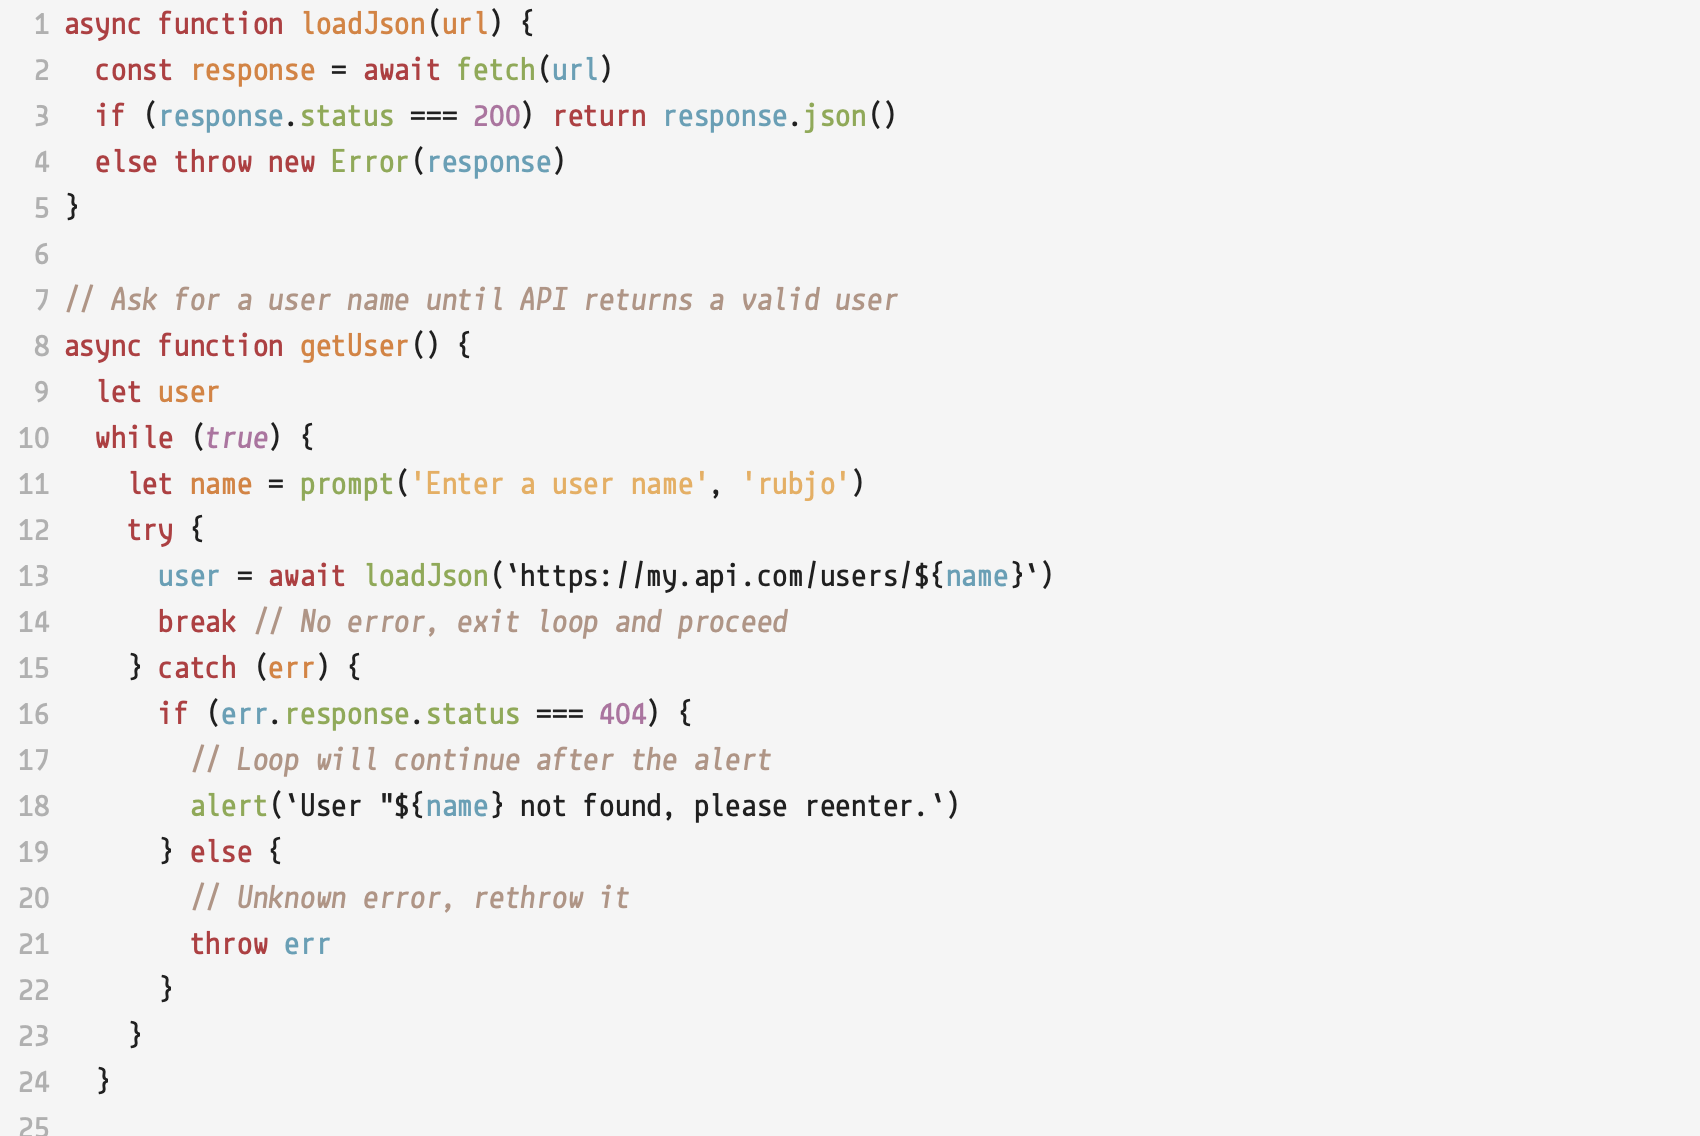 1 async function loadJson(url) {
2   const response = await fetch(url)
3   if (response.status === 200) return response.json()
4   else throw new Error(response)
5 }
6
7 // Ask for a user name until API returns a valid user
8 async function getUser() {
9   let user
10   while (true) {
11     let name = prompt('Enter a user name', 'rubjo')
12     try {
13       user = await loadJson(`https://my.api.com/users/${name}`)
14       break // No error, exit loop and proceed
15     } catch (err) {
16       if (err.response.status === 404) {
17         // Loop will continue after the alert
18         alert(`User "${name} not found, please reenter.`)
19       } else {
20         // Unknown error, rethrow it
21         throw err
22       }
23     }
24   }
25